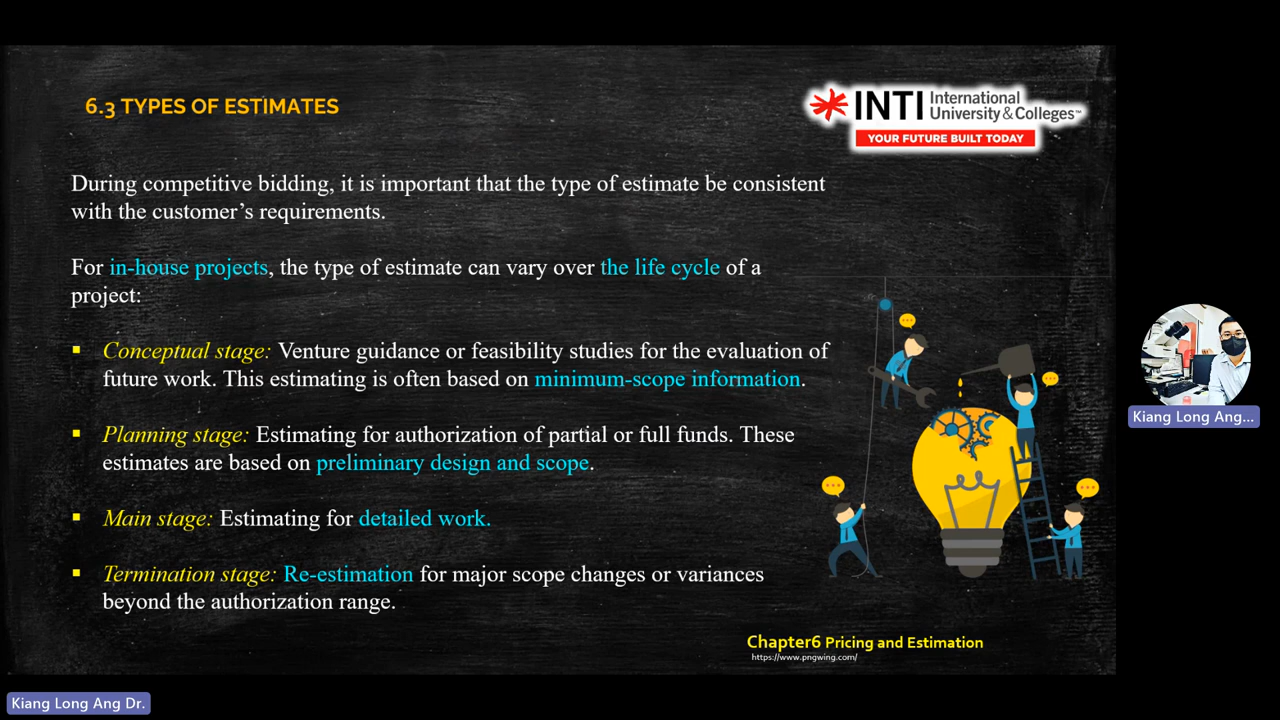 6.3 TYPES OF ESTIMATES
INTI International
University & Colleges™
YOUR FUTURE BUILT TODAY
During competitive bidding, it is important that the type of estimate be consistent
with the customer’s requirements.
For in-house projects, the type of estimate can vary over the life cycle of a
project:
▪ Conceptual stage: Venture guidance or feasibility studies for the evaluation of
future work. This estimating is often based on minimum-scope information.
▪ Planning stage: Estimating for authorization of partial or full funds. These
estimates are based on preliminary design and scope.
▪ Main stage: Estimating for detailed work.
▪ Termination stage: Re-estimation for major scope changes or variances
beyond the authorization range.
Chapter6 Pricing and Estimation
https://www.pngwing.com/
Kiang Long Ang...
Kiang Long Ang Dr.